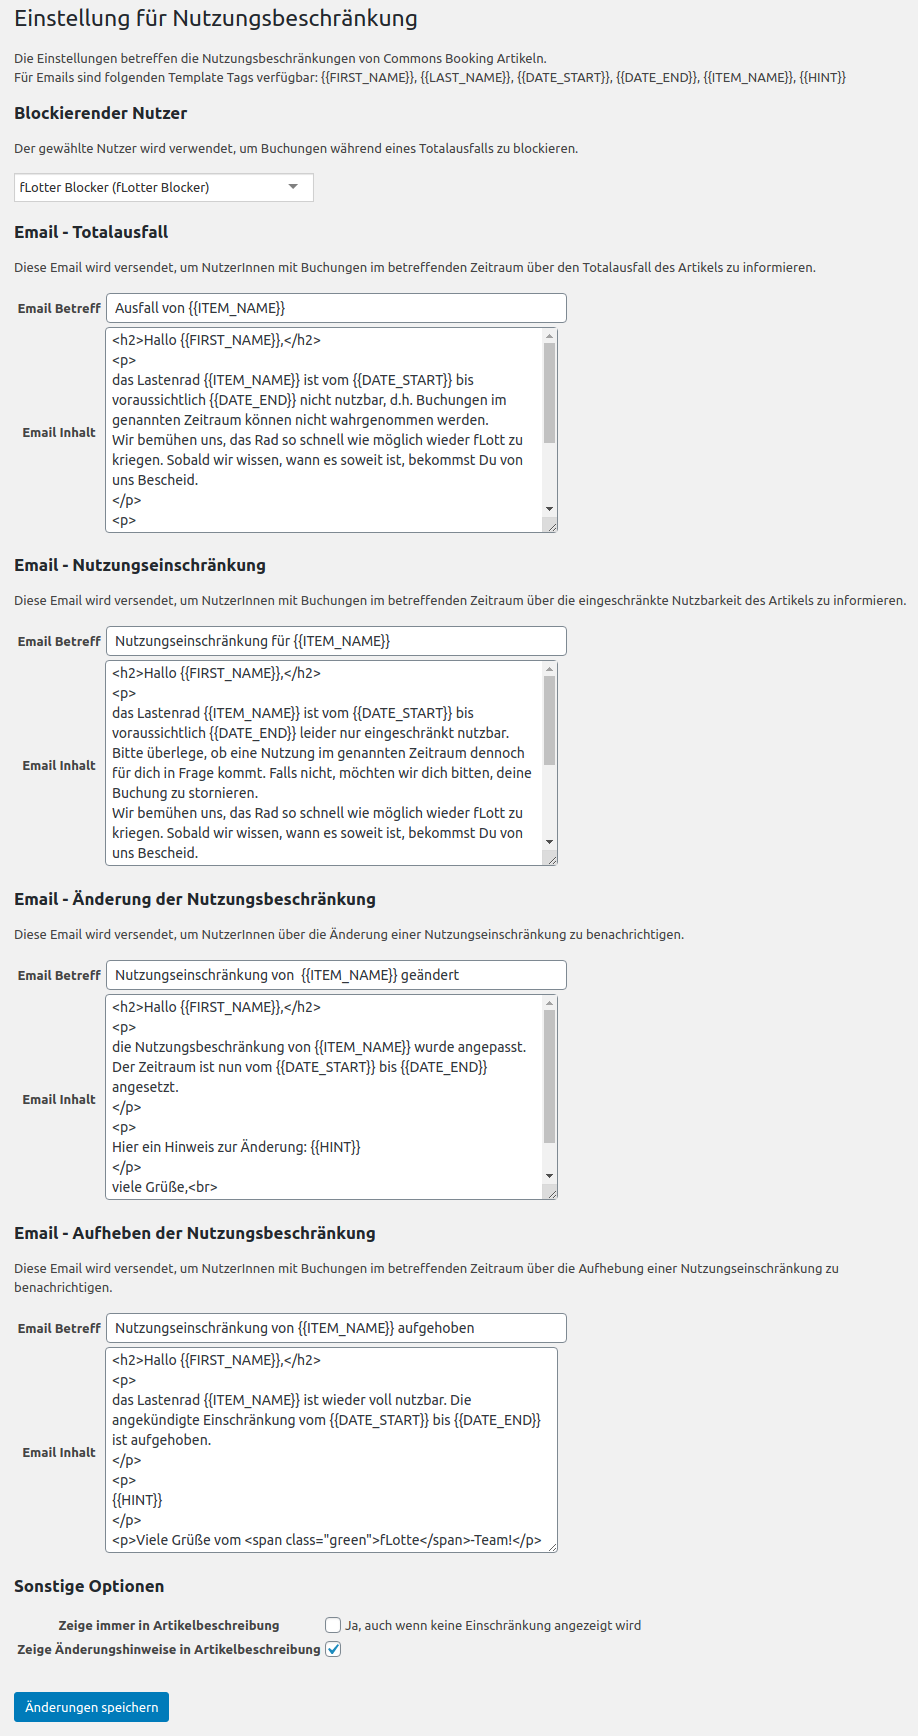 Einstellung für Nutzungsbeschränkung
Die Einstellungen betreffen die Nutzungsbeschränkungen von Commons Booking Artikeln.
Für Emails sind folgenden Template Tags verfügbar: {{FIRST_NAME}}, {{LAST_NAME}}, {{DATE_START}}, {{DATE_END}}, {{ITEM_NAME}}, {{HINT}}
Blockierender Nutzer
Der gewählte Nutzer wird verwendet, um Buchungen während eines Totalausfalls zu blockieren.
fLotter Blocker (fLotter Blocker)
Email - Totalausfall
Diese Email wird versendet, um NutzerInnen mit Buchungen im betreffenden Zeitraum über den Totalausfall des Artikels zu informieren.
Email Betreff Ausfall von {{ITEM_NAME}}
Email Inhalt
<h2>Hallo {{FIRST_NAME}},</h2>
<p>
das Lastenrad {{ITEM_NAME}} ist vom {{DATE_START}} bis
voraussichtlich {{DATE_END}} nicht nutzbar, d.h. Buchungen im
genannten Zeitraum können nicht wahrgenommen werden.
Wir bemühen uns, das Rad so schnell wie möglich wieder fLott zu
kriegen. Sobald wir wissen, wann es soweit ist, bekommst Du von
uns Bescheid.
</p>
<p>
Email - Nutzungseinschränkung
Diese Email wird versendet, um NutzerInnen mit Buchungen im betreffenden Zeitraum über die eingeschränkte Nutzbarkeit des Artikels zu informieren.
Email Betreff Nutzungseinschränkung für {{ITEM_NAME}}
Email Inhalt
<h2>Hallo {{FIRST_NAME}},</h2>
<p>
das Lastenrad {{ITEM_NAME}} ist vom {{DATE_START}} bis
voraussichtlich {{DATE_END}} leider nur eingeschränkt nutzbar.
Bitte überlege, ob eine Nutzung im genannten Zeitraum dennoch
für dich in Frage kommt. Falls nicht, möchten wir dich bitten, deine
Buchung zu stornieren.
Wir bemühen uns, das Rad so schnell wie möglich wieder fLott zu
kriegen. Sobald wir wissen, wann es soweit ist, bekommst Du von
uns Bescheid.
Email - Änderung der Nutzungsbeschränkung
Diese Email wird versendet, um NutzerInnen über die Änderung einer Nutzungseinschränkung zu benachrichtigen.
Email Betreff Nutzungseinschränkung von  {{ITEM_NAME}} geändert
Email Inhalt
<h2>Hallo {{FIRST_NAME}},</h2>
<p>
die Nutzungsbeschränkung von {{ITEM_NAME}} wurde angepasst.
Der Zeitraum ist nun vom {{DATE_START}} bis {{DATE_END}}
angesetzt.
</p>
<p>
Hier ein Hinweis zur Änderung: {{HINT}}
</p>
viele Grüße,<br>
Email - Aufheben der Nutzungsbeschränkung
Diese Email wird versendet, um NutzerInnen mit Buchungen im betreffenden Zeitraum über die Aufhebung einer Nutzungseinschränkung zu
benachrichtigen.
Email Betreff Nutzungseinschränkung von {{ITEM_NAME}} aufgehoben
Email Inhalt
<h2>Hallo {{FIRST_NAME}},</h2>
<p>
das Lastenrad {{ITEM_NAME}} ist wieder voll nutzbar. Die
angekündigte Einschränkung vom {{DATE_START}} bis {{DATE_END}}
ist aufgehoben.
</p>
<p>
{{HINT}}
</p>
<p>Viele Grüße vom <span class="green">fLotte</span>-Team!</p>
Sonstige Optionen
Zeige immer in Artikelbeschreibung Ja, auch wenn keine Einschränkung angezeigt wird
Zeige Änderungshinweise in Artikelbeschreibung
Änderungen speichern